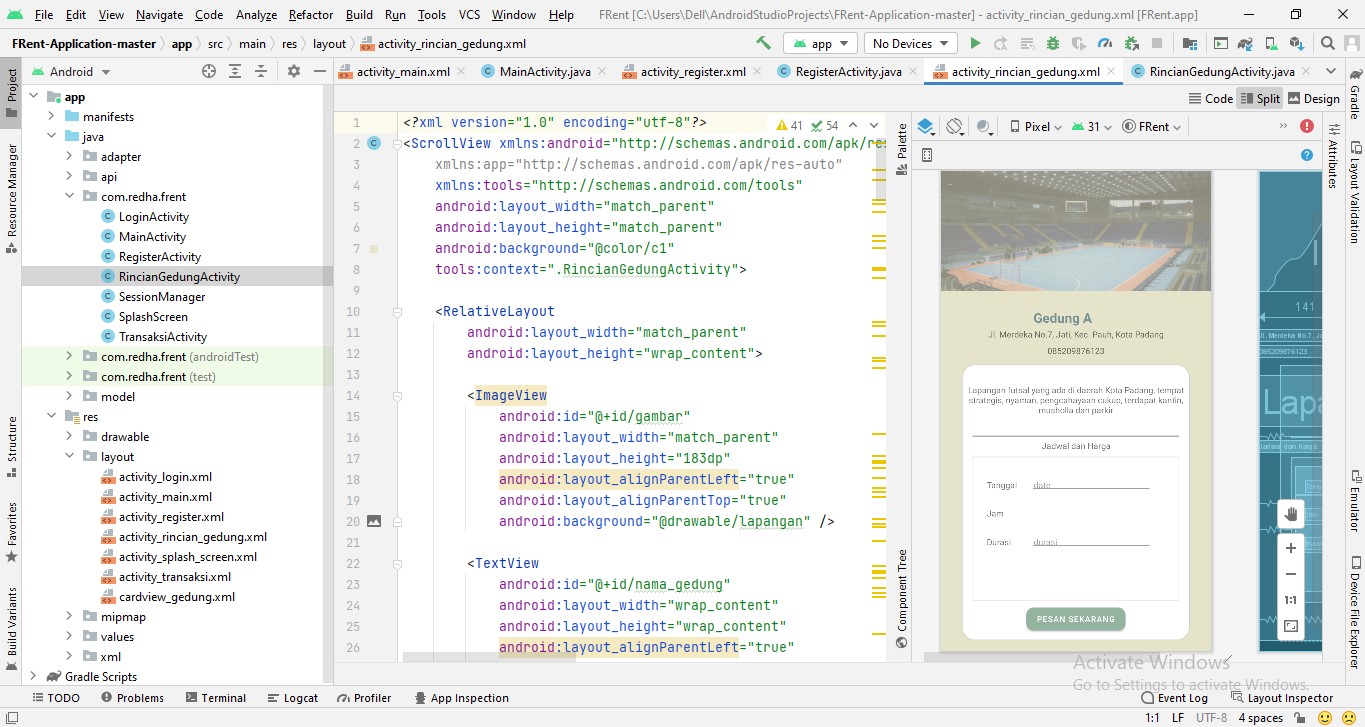 File Edit View Navigate Code Analyze Refactor Build Run Tools VCS Window Help FRent [C:\Users\Dell\AndroidStudioProjects\FRent-Application-master] - activity_rincian_gedung.xml [FRent.app]
FRent-Application-master app src main res layout activity_rincian_gedung.xml app No Devices
Project
Resource Manager
Structure
Favorites
Build Variants
Android
app
manifests
java
adapter
api
com.redha.frent
LoginActivity
MainActivity
RegisterActivity
RincianGedungActivity
SessionManager
SplashScreen
TransaksiActivity
com.redha.frent (androidTest)
com.redha.frent (test)
model
res
drawable
layout
activity_login.xml
activity_main.xml
activity_register.xml
activity_rincian_gedung.xml
activity_splash_screen.xml
activity_transaksi.xml
cardview_gedung.xml
mipmap
values
xml
Gradle Scripts
activity_main.xml MainActivity.java activity_register.xml RegisterActivity.java activity_rincian_gedung.xml RincianGedungActivity.java
Code Split Design
41 54
1 <?xml version="1.0" encoding="utf-8"?>
2 <ScrollView xmlns:android="http://schemas.android.com/apk/res
3 xmlns:app="http://schemas.android.com/apk/res-auto"
4 xmlns:tools="http://schemas.android.com/tools"
5 android:layout_width="match_parent"
6 android:layout_height="match_parent"
7 android:background="@color/c1"
8 tools:context=".RincianGedungActivity">
9
10 <RelativeLayout
11 android:layout_width="match_parent"
12 android:layout_height="wrap_content">
13
14 <ImageView
15 android:id="@+id/gambar"
16 android:layout_width="match_parent"
17 android:layout_height="183dp"
18 android:layout_alignParentLeft="true"
19 android:layout_alignParentTop="true"
20 android:background="@drawable/lapangan" />
21
22 <TextView
23 android:id="@+id/nama_gedung"
24 android:layout_width="wrap_content"
25 android:layout_height="wrap_content"
26 android:layout_alignParentLeft="true"
Palette
Component Tree
Pixel 31 FRent
Gedung A
Jl. Merdeka No.7, Jati, Kec. Pauh, Kota Padang
085209876123
Lapangan futsal yang ada di daerah Kota Padang, tempat
strategis, nyaman, pengcahayaan cukup, terdapat kantin,
musholla dan parkir
Jadwal dan Harga
Tanggal date
Jam
Durasi durasi
PESAN SEKARANG
141
Jl. Merdeka No.7, J
085209876123
Lapa
Jadwal dan Harga
1:1
Attributes
Gradle
Layout Validation
Emulator
Device File Explorer
Activate Windows
Go to Settings to activate Windows.
TODO Problems Terminal Logcat Profiler App Inspection Event Log Layout Inspector
1:1 LF UTF-8 4 spaces